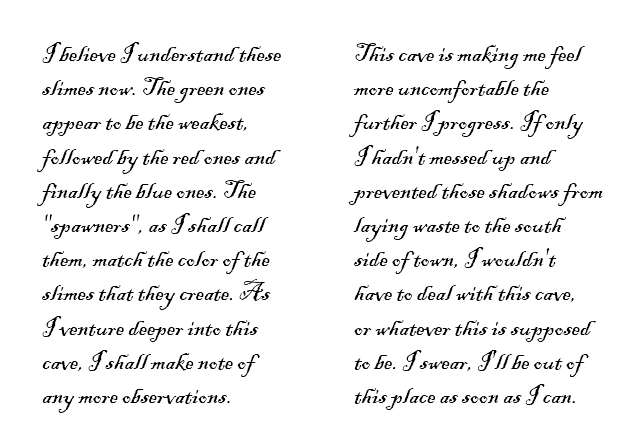 I believe I understand these
slimes now. The green ones
appear to be the weakest,
followed by the red ones and
finally the blue ones. The
"spawners", as I shall call
them, match the color of the
slimes that they create. As
I venture deeper into this
cave, I shall make note of
any more observations.
This cave is making me feel
more uncomfortable the
further I progress. If only
I hadn't messed up and
prevented those shadows from
laying waste to the south
side of town, I wouldn't
have to deal with this cave,
or whatever this is supposed
to be. I swear, I'll be out of
this place as soon as I can.